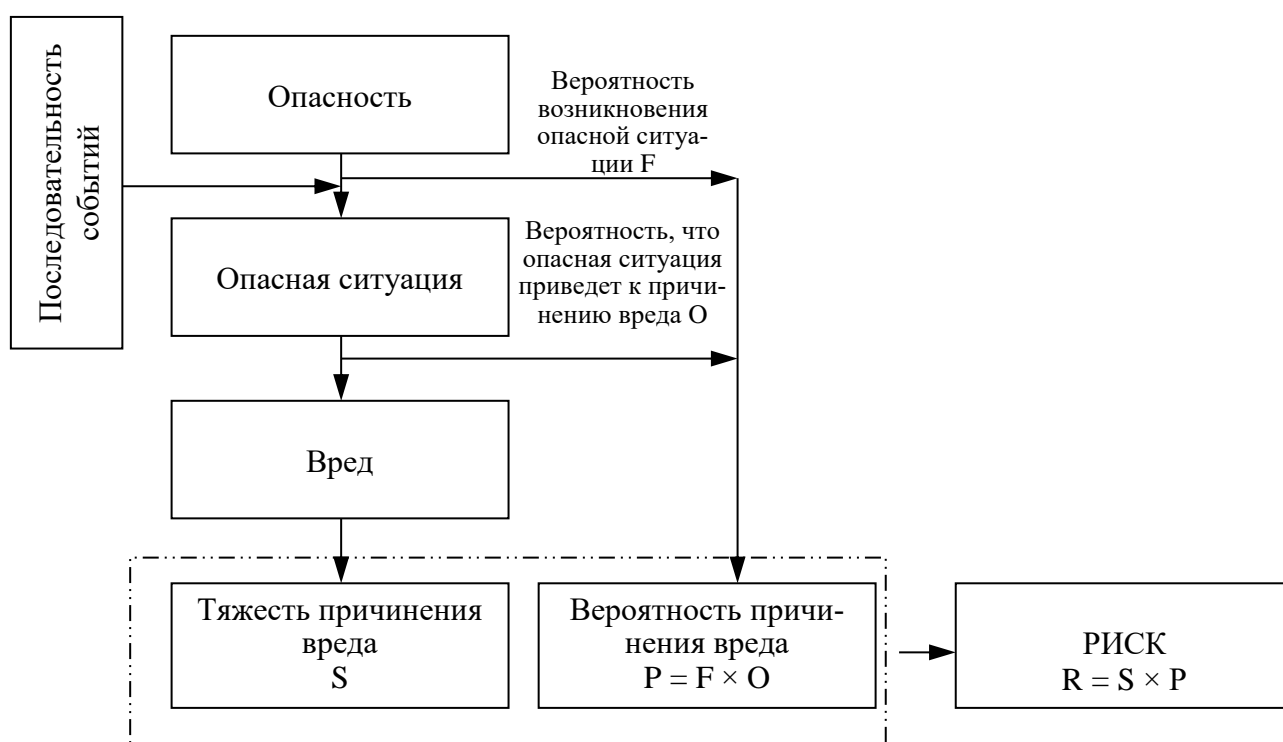 Последовательность
событий
Опасность
Вероятность
возникновения
опасной ситуа-
ции F
Опасная ситуация
Вероятность, что
опасная ситуация
приведет к причи-
нению вреда O
Вред
Тяжесть причинения
вреда
S
Вероятность причи-
нения вреда
P = F × O
РИСК
R = S × P